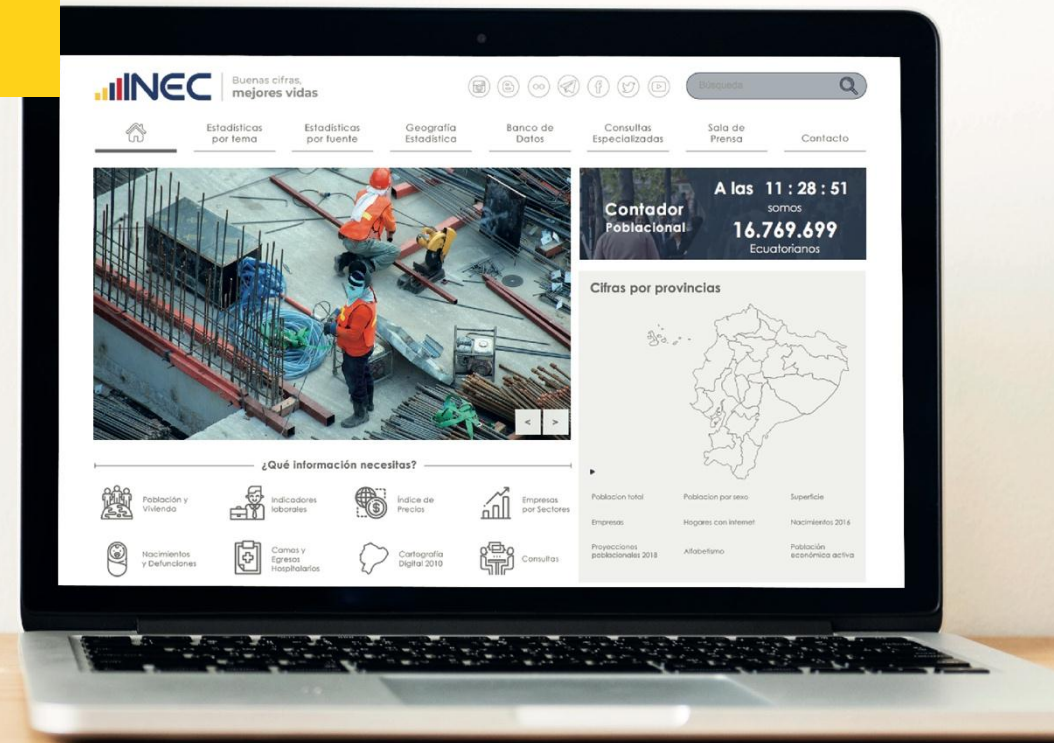 INEC
Buenas cifras,
mejores vidas
Búsqueda
Estadísticas
por tema
Estadísticas
por fuente
Geografía
Estadística
Banco de
Datos
Consultas
Especializadas
Sala de
Prensa
Contacto
Contador
Poblacional
A las 11 : 28 : 51
somos
16.769.699
Ecuatorianos
< >
Cifras por provincias
¿Qué información necesitas?
Población y
Vivienda
Indicadores
laborales
Índice de
Precios
Empresas
por Sectores
Nacimientos
y Defunciones
Camas y
Egresos
Hospitalarios
Cartografía
Digital 2010
Consultas
Poblacion total
Poblacion por sexo
Superficie
Empresas
Hogares con internet
Nacimientos 2016
Proyecciones
poblacionales 2018
Alfabetismo
Población
económica activa